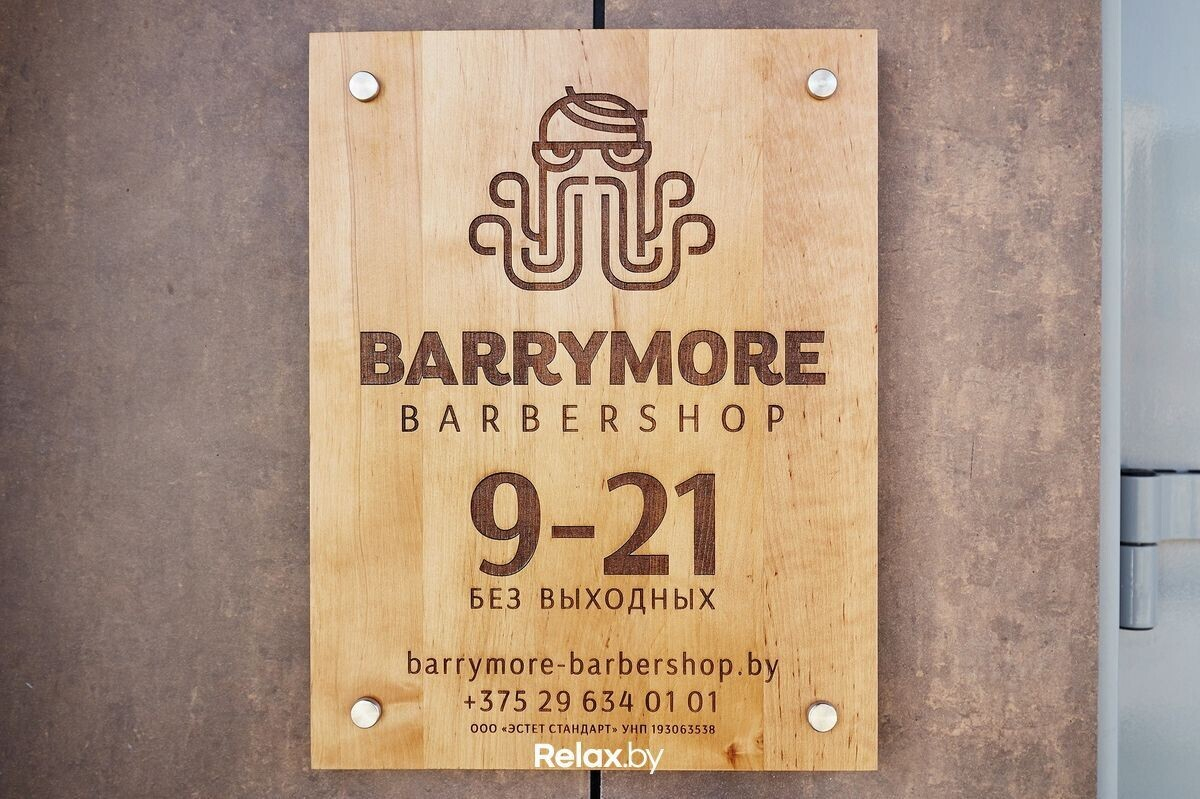 BARRYMORE
BARBERSHOP
9-21
БЕЗ ВЫХОДНЫХ
barrymore-barbershop.by
+375 29 634 01 01
ООО «ЭСТЕТ СТАНДАРТ» УНП 193063538
Relax.by